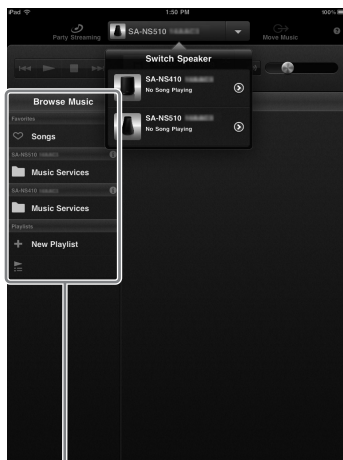 iPad
1:50 PM
100%
Party Streaming
SA-NS510
Move Music
Switch Speaker
SA-NS410
No Song Playing
SA-NS510
No Song Playing
Browse Music
Favorites
Songs
SA-NS510
Music Services
SA-NS410
Music Services
Playlists
New Playlist